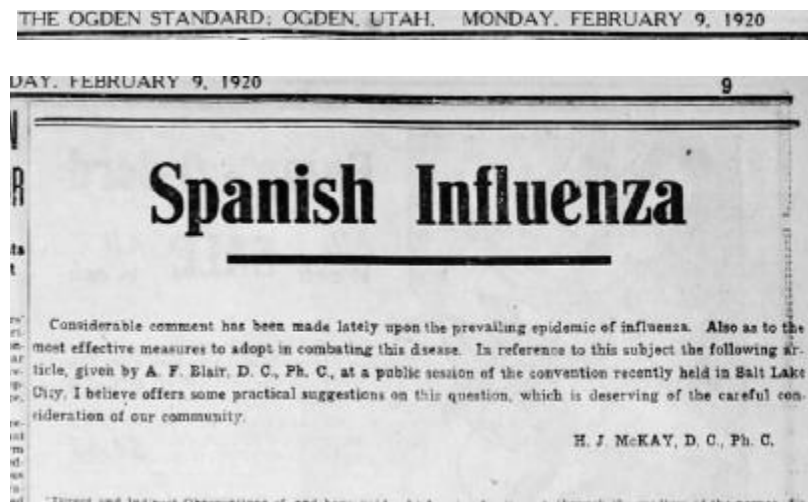 THE OGDEN STANDARD: OGDEN, UTAH. MONDAY, FEBRUARY 9, 1920
DAY, FEBRUARY 9, 1920 9
Spanish Influenza
Considerable comment has been made lately upon the prevailing epidemic of influenza. Also as to the
most effective measures to adopt in combating this disease. In reference to this subject the following ar-
ticle, given by A. F. Blair, D. C., Ph. C., at a public session of the convention recently held in Salt Lake
City, I believe offers some practical suggestions on this question, which is deserving of the careful con-
sideration of our community.
H. J. McKAY, D. C., Ph. C.